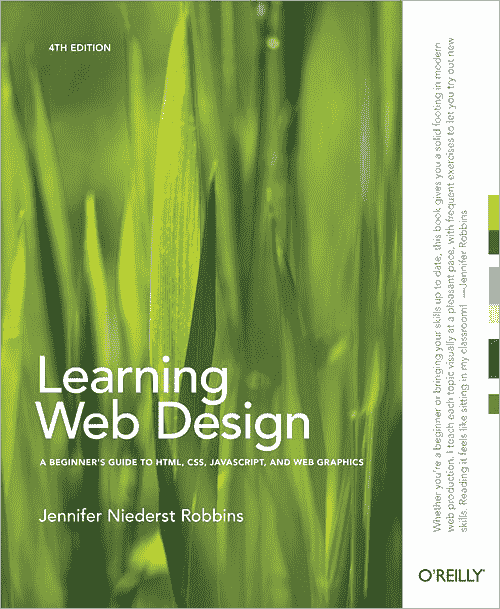 4TH EDITION
Learning
Web Design
A BEGINNER'S GUIDE TO HTML, CSS, JAVASCRIPT, AND WEB GRAPHICS
Jennifer Niederst Robbins
Whether you're a beginner or bringing your skills up to date, this book gives you a solid footing in modern
web production. I teach each topic visually at a pleasant pace, with frequent exercises to let you try out new
skills. Reading it feels like sitting in my classroom! —Jennifer Robbins
O'REILLY®